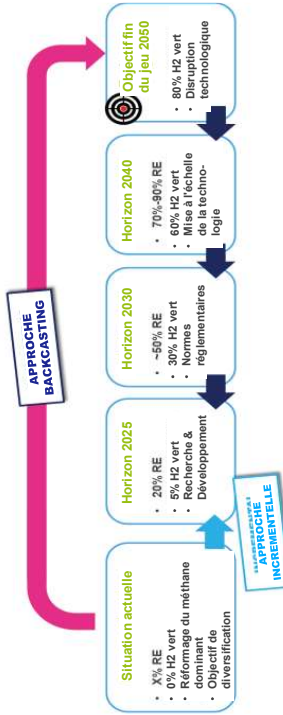 APPROCHE
BACKCASTING
Situation actuelle
• X% RE
• 0% H2 vert
• Réformage du méthane
dominant
• Objectif de
diversification
Horizon 2025
• 20% RE
• 5% H2 vert
• Recherche &
Développement
Horizon 2030
• ~50% RE
• 30% H2 vert
• Normes
réglementaires
Horizon 2040
• 70%-90% RE
• 60% H2 vert
• Mise à l'échelle
de la techno-
logie
Objectif fin
du jeu 2050
• 80% H2 vert
• Disruption
technologique
APPROCHE
INCREMENTELLE